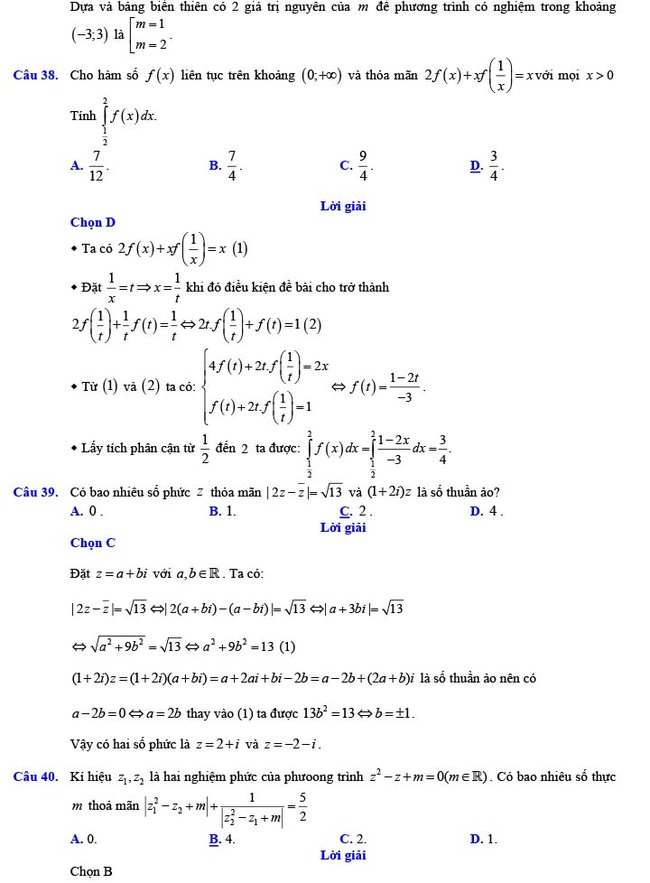 Dựa và bảng biến thiên có 2 giá trị nguyên của m để phương trình có nghiệm trong khoảng
(−3;3) là [m = 1 m = 2.
Câu 38. Cho hàm số f(x) liên tục trên khoảng (0;+∞) và thỏa mãn 2f(x)+xf(1/x)=x với mọi x>0
Tính ∫_{1/2}^{2} f(x)dx.
A. 7/12. B. 7/4. C. 9/4. D. 3/4.
Lời giải
Chọn D
• Ta có 2f(x)+xf(1/x)=x (1)
• Đặt 1/x=t⇒x=1/t khi đó điều kiện đề bài cho trở thành
2f(1/t)+1/t f(t)=1/t⇔2t.f(1/t)+f(t)=1(2)
• Từ (1) và (2) ta có: {4f(t)+2t.f(1/t)=2x f(t)+2t.f(1/t)=1 ⇔f(t)=(1−2t)/−3.
• Lấy tích phân cận từ 1/2 đến 2 ta được: ∫_{1/2}^{2} f(x)dx=∫_{1/2}^{2} (1−2x)/−3 dx=3/4.
Câu 39. Có bao nhiêu số phức z thỏa mãn |2z−z̅|=√13 và (1+2i)z là số thuần ảo?
A. 0. B. 1. C. 2. D. 4.
Lời giải
Chọn C
Đặt z=a+bi với a,b∈ℝ. Ta có:
|2z−z̅|=√13⇔|2(a+bi)−(a−bi)|=√13⇔|a+3bi|=√13
⇔√(a²+9b²)=√13⇔a²+9b²=13 (1)
(1+2i)z=(1+2i)(a+bi)=a+2ai+bi−2b=a−2b+(2a+b)i là số thuần ảo nên có
a−2b=0⇔a=2b thay vào (1) ta được 13b²=13⇔b=±1.
Vậy có hai số phức là z=2+i và z=−2−i.
Câu 40. Kí hiệu z₁,z₂ là hai nghiệm phức của phưoong trình z²−z+m=0(m∈ℝ). Có bao nhiêu số thực
m thoả mãn |z₁²−z₂+m|+1/|z₂²−z₁+m|=5/2
A. 0. B. 4. C. 2. D. 1.
Lời giải
Chọn B